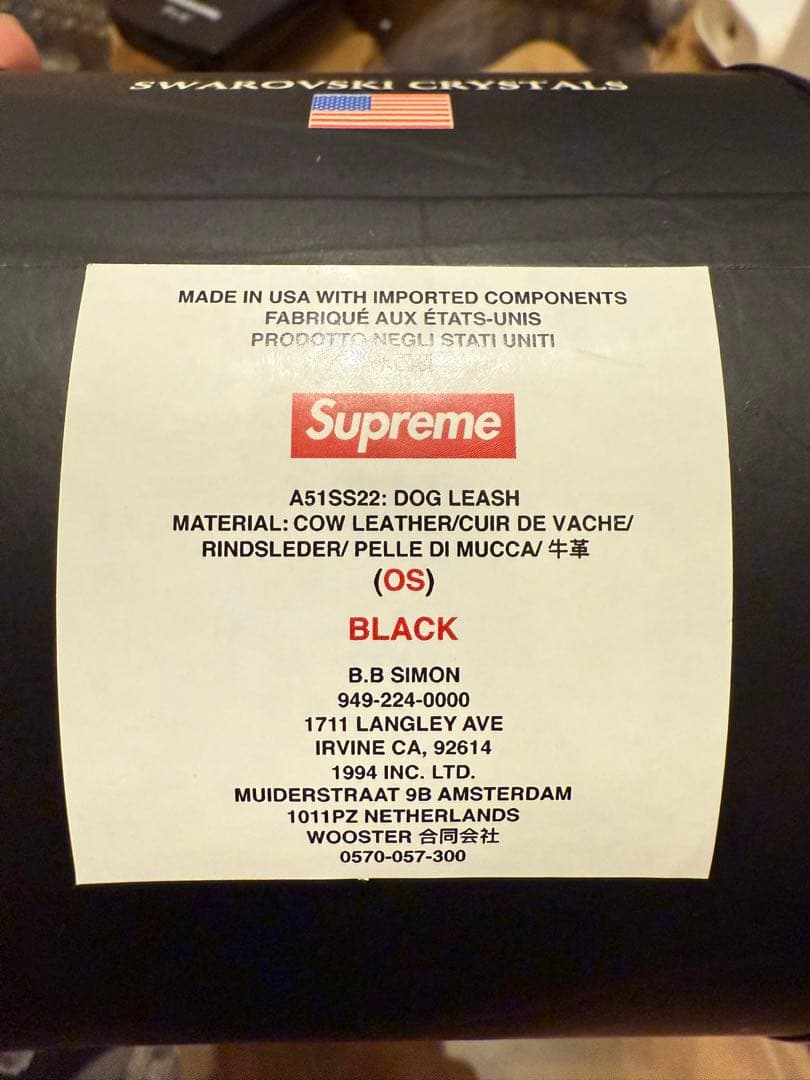 SWAROVSKI CRYSTALS
MADE IN USA WITH IMPORTED COMPONENTS
FABRIQUÉ AUX ÉTATS-UNIS
PRODOTTO NEGLI STATI UNITI
Supreme
A51SS22: DOG LEASH
MATERIAL: COW LEATHER/CUIR DE VACHE/
RINDSLEDER/ PELLE DI MUCCA/ 牛革
(OS)
BLACK
B.B SIMON
949-224-0000
1711 LANGLEY AVE
IRVINE CA, 92614
1994 INC. LTD.
MUIDERSTRAAT 9B AMSTERDAM
1011PZ NETHERLANDS
WOOSTER 合同会社
0570-057-300